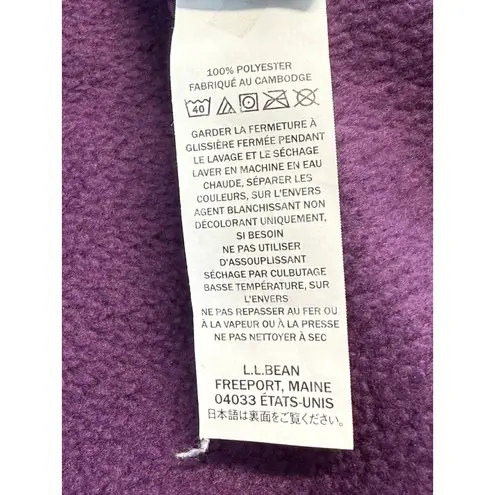 100% POLYESTER
FABRIQUÉ AU CAMBODGE
40
GARDER LA FERMETURE À
GLISSIÈRE FERMÉE PENDANT
LE LAVAGE ET LE SÉCHAGE
LAVER EN MACHINE EN EAU
CHAUDE, SÉPARER LES
COULEURS, SUR L'ENVERS
AGENT BLANCHISSANT NON
DÉCOLORANT UNIQUEMENT,
SI BESOIN
NE PAS UTILISER
D'ASSOUPLISSANT
SÉCHAGE PAR CULBUTAGE
BASSE TEMPÉRATURE, SUR
L'ENVERS
NE PAS REPASSER AU FER OU
À LA VAPEUR OU À LA PRESSE
NE PAS NETTOYER À SEC
L.L.BEAN
FREEPORT, MAINE
04033 ÉTATS-UNIS
日本語は裏面をご覧ください。